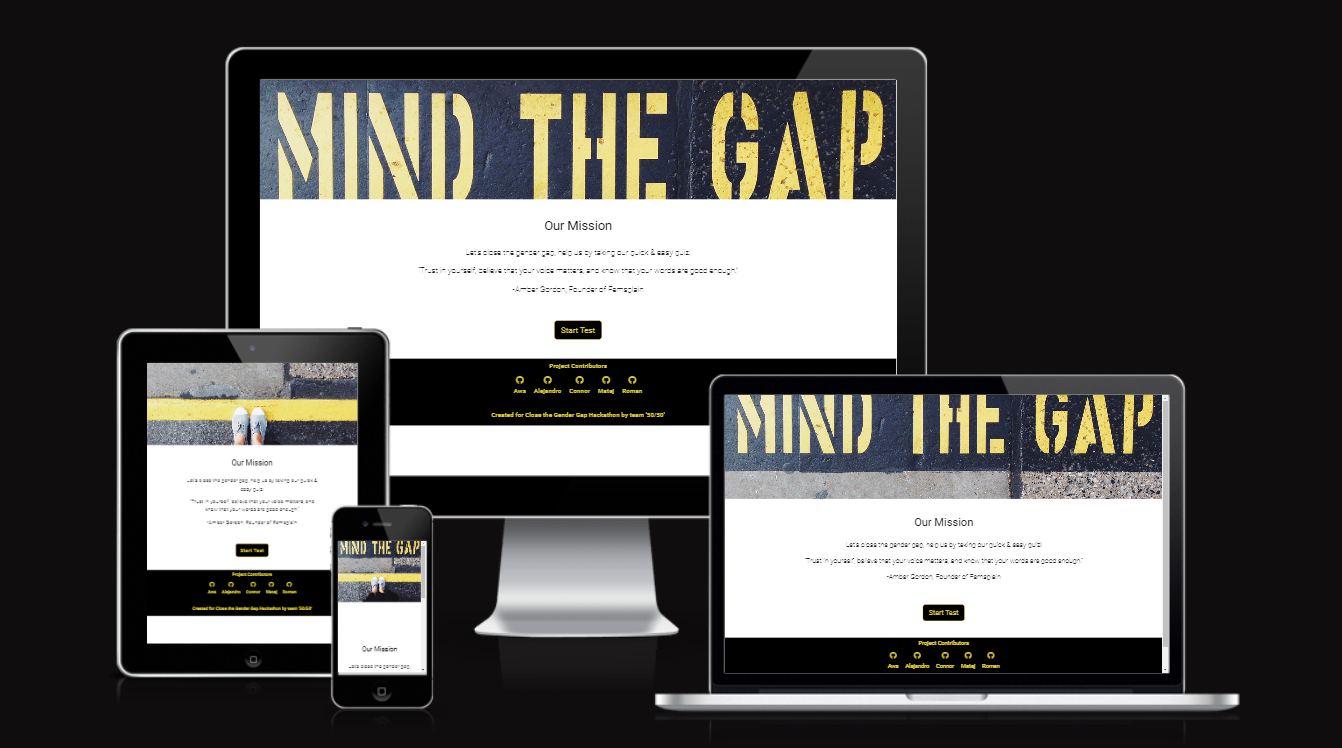 MIND THE GAP
Our Mission
Let's close the gender gap, help us by taking our quick & easy quiz!
"Trust in yourself, believe that your voice matters, and know that your words are good enough."
-Amber Gordon, Founder of Femsplain
Start Test
Project Contributors
Awa Alejandro Connor Matej Roman
Created for Close the Gender Gap Hackathon by team '50/50'
Our Mission
Let's close the gender gap, help us by taking our quick &
easy quiz!
"Trust in yourself, believe that your voice matters, and
know that your words are good enough."
-Amber Gordon, Founder of Femsplain
Start Test
Project Contributors
Awa Alejandro Connor Matej Roman
Created for Close the Gender Gap Hackathon by team '50/50'
MIND THE GAP
Our Mission
Let's close the gender gap,
MIND THE GAP
Our Mission
Let's close the gender gap, help us by taking our quick & easy quiz!
"Trust in yourself, believe that your voice matters, and know that your words are good enough."
-Amber Gordon, Founder of Femsplain
Start Test
Project Contributors
Awa Alejandro Connor Matej Roman